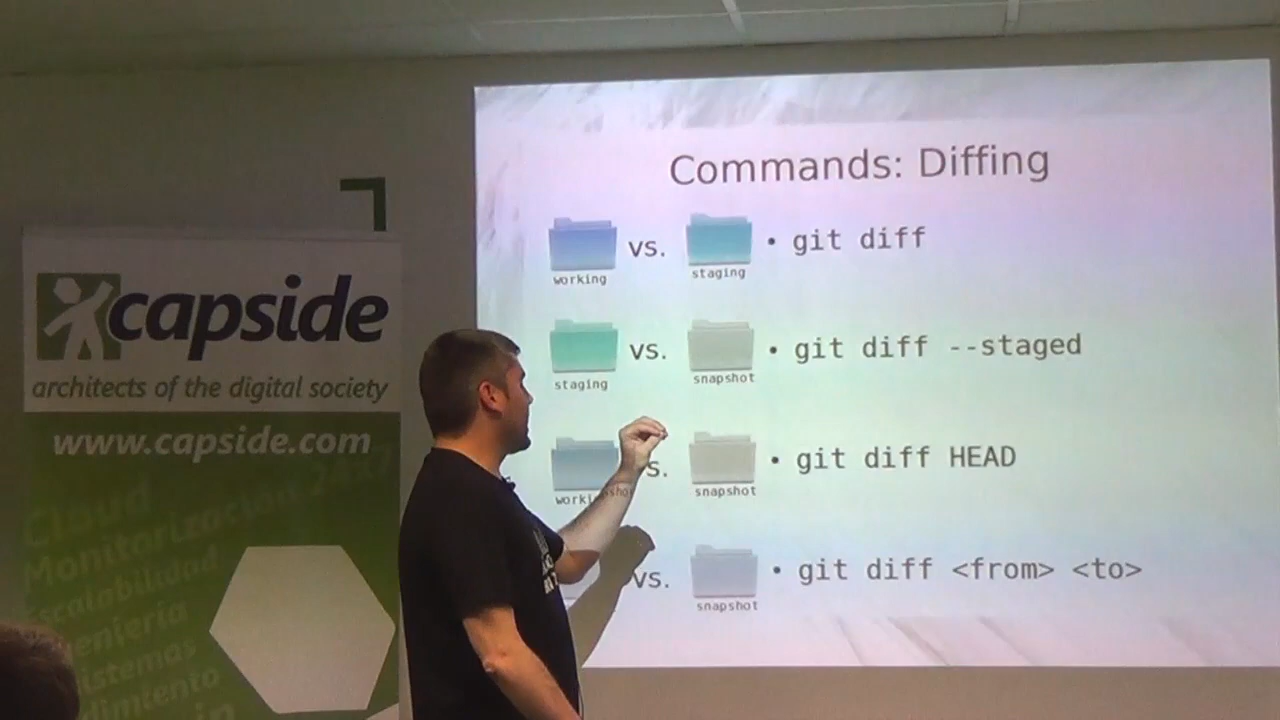 capside
architects of the digital society
www.capside.com
Cloud
Monitorización 24x7
Escalabilidad
Commands: Diffing
working vs. staging • git diff
staging vs. snapshot • git diff --staged
snapshot • git diff HEAD
vs. snapshot • git diff <from> <to>